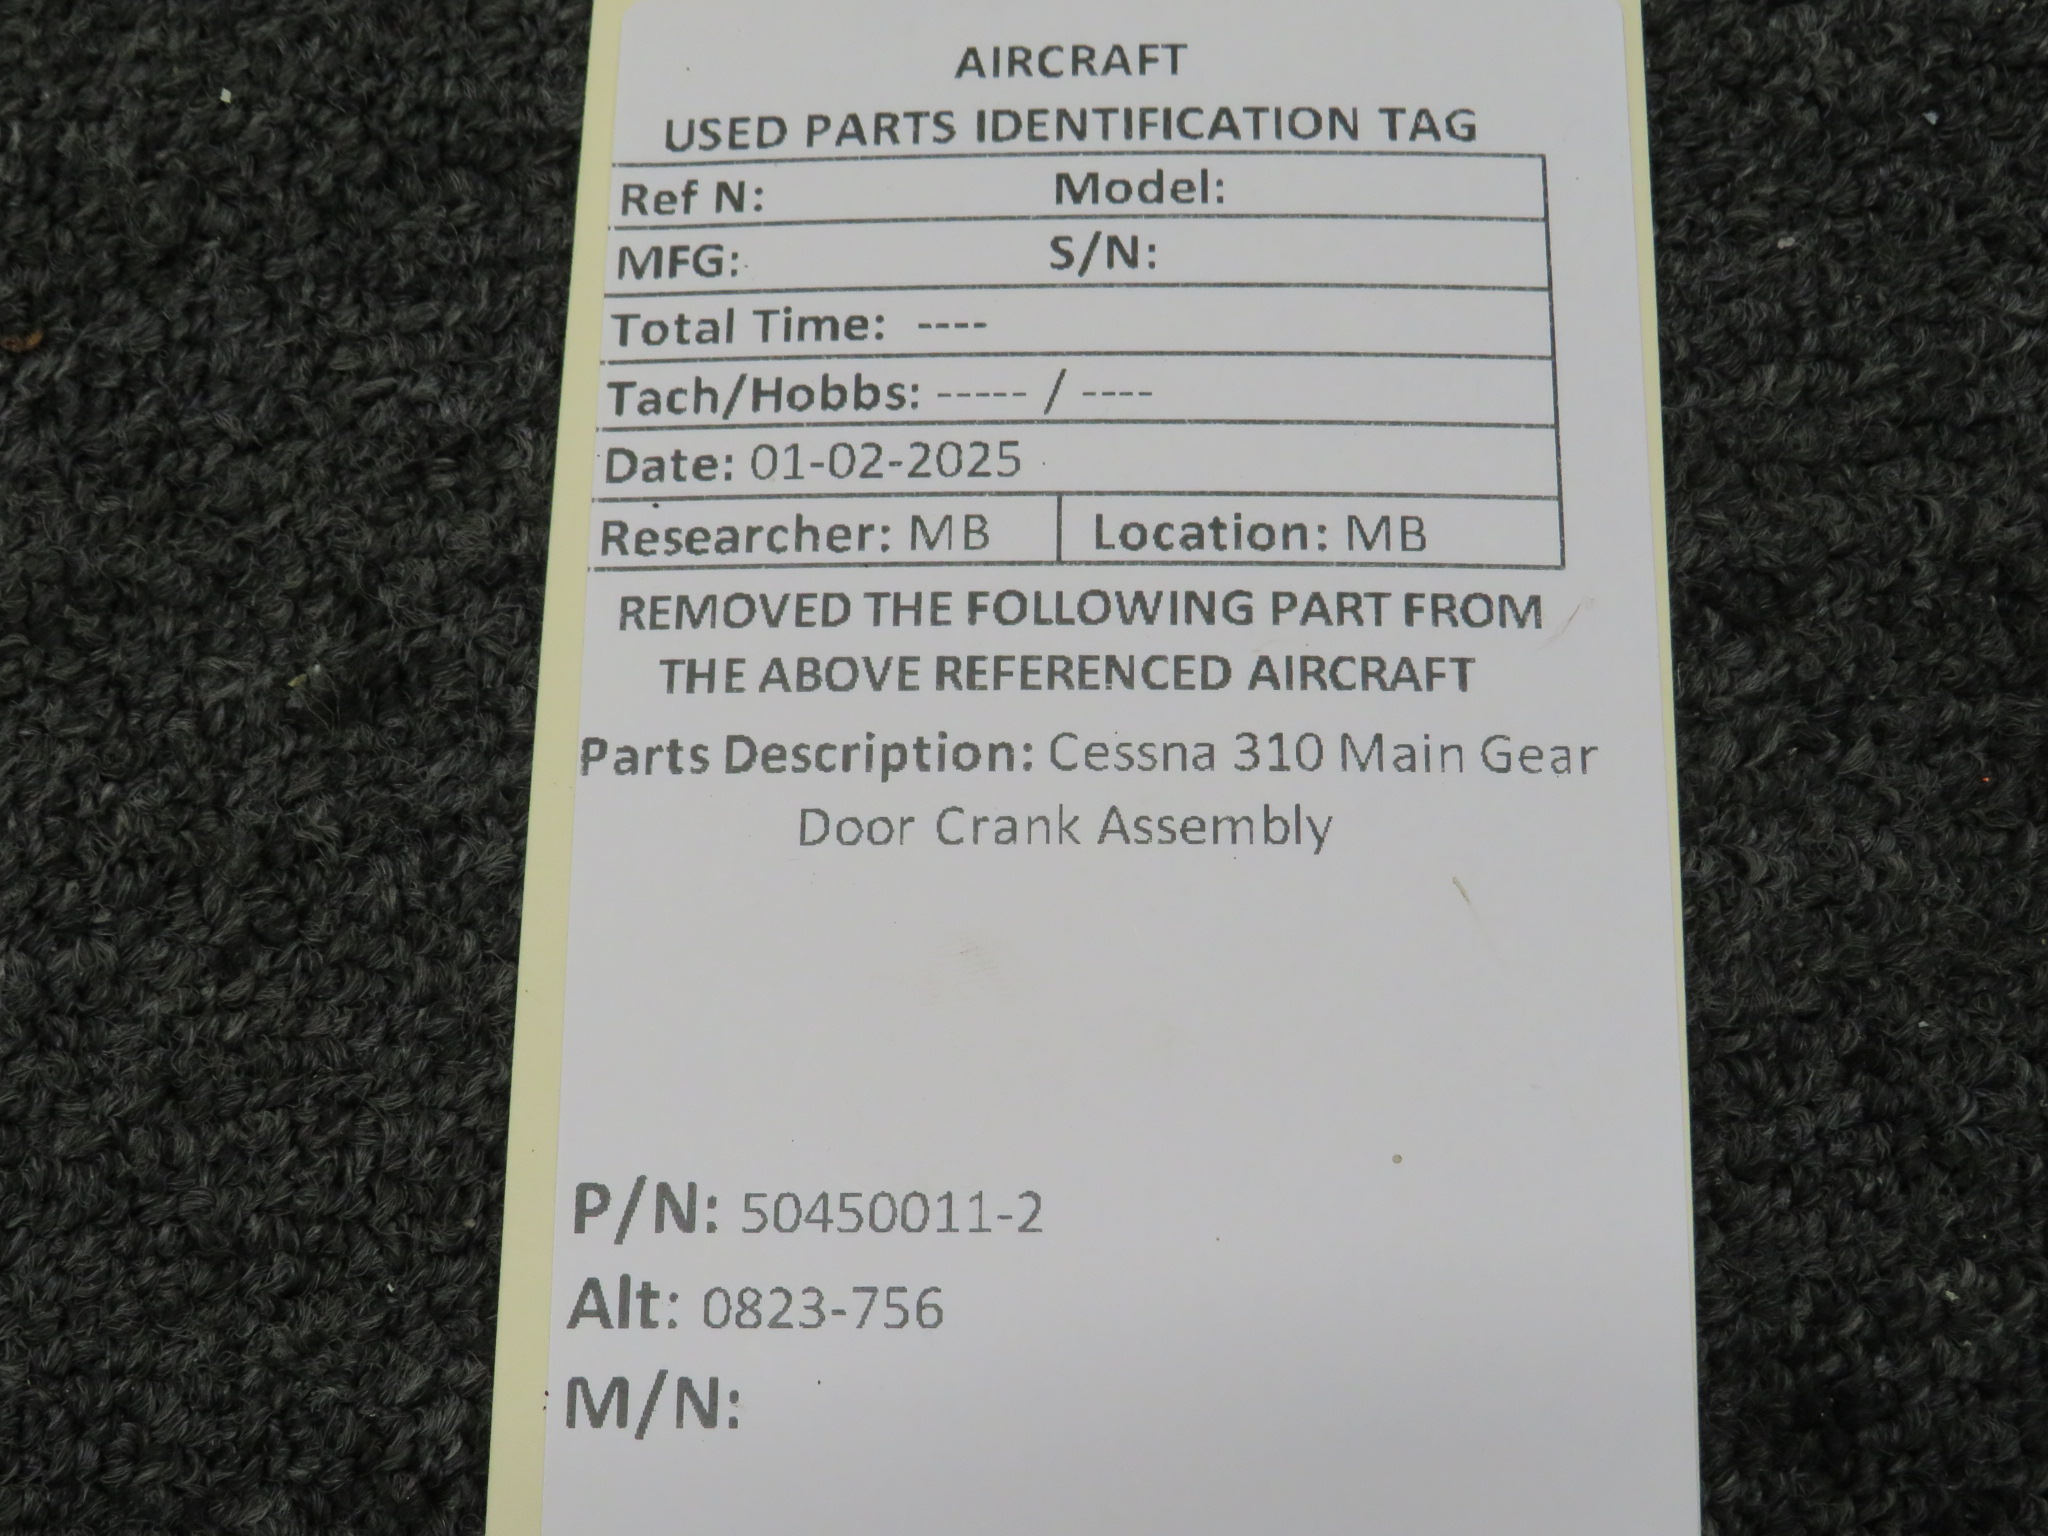 AIRCRAFT
USED PARTS IDENTIFICATION TAG
Ref N: Model:
MFG: S/N:
Total Time: ----
Tach/Hobbs: ----- / ----
Date: 01-02-2025
Researcher: MB Location: MB
REMOVED THE FOLLOWING PART FROM
THE ABOVE REFERENCED AIRCRAFT
Parts Description: Cessna 310 Main Gear
Door Crank Assembly
P/N: 50450011-2
Alt: 0823-756
M/N: